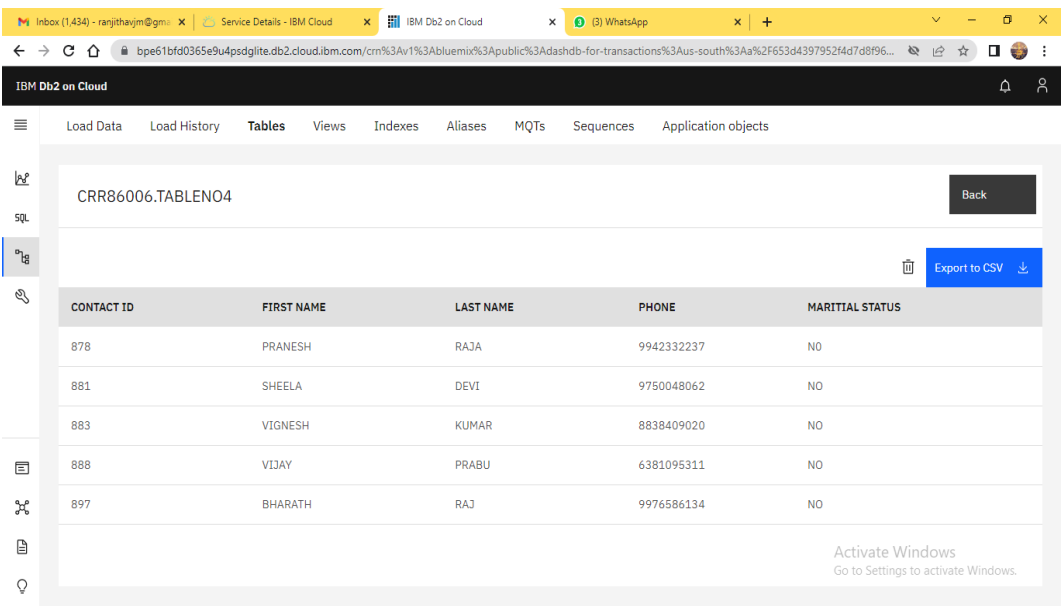 Inbox (1,434) - ranjithavjm@gma Service Details - IBM Cloud IBM Db2 on Cloud (3) WhatsApp
bpe61bfd0365e9u4psdglite.db2.cloud.ibm.com/crn%3Av1%3Abluemix%3Apublic%3Adashdb-for-transactions%3Aus-south%3Aa%2F653d4397952f4d7d8f96...
IBM Db2 on Cloud
Load Data Load History Tables Views Indexes Aliases MQTs Sequences Application objects
CRR86006.TABLENO4 Back
SQL
Export to CSV
CONTACT ID FIRST NAME LAST NAME PHONE MARITIAL STATUS
878 PRANESH RAJA 9942332237 N0
881 SHEELA DEVI 9750048062 NO
883 VIGNESH KUMAR 8838409020 NO
888 VIJAY PRABU 6381095311 NO
897 BHARATH RAJ 9976586134 NO
Activate Windows
Go to Settings to activate Windows.